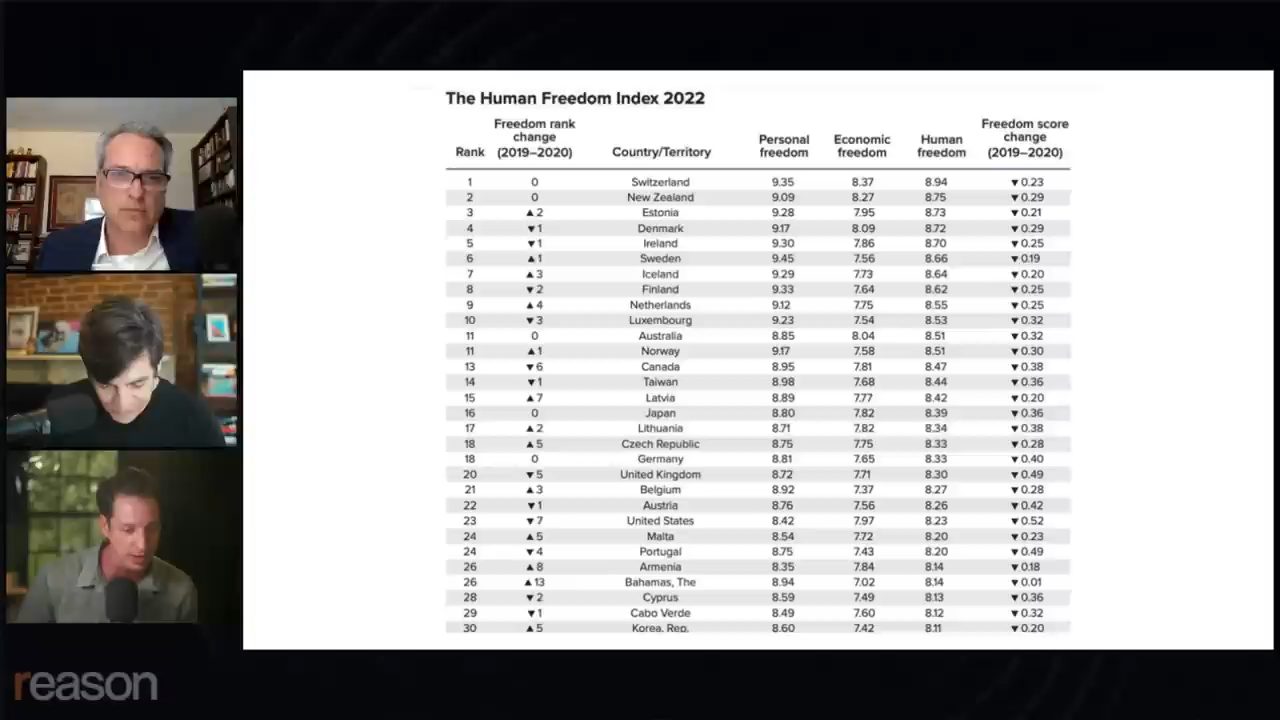 The Human Freedom Index 2022
Rank Freedom rank change (2019–2020) Country/Territory Personal freedom Economic freedom Human freedom Freedom score change (2019–2020)
1 0 Switzerland 9.35 8.37 8.94 ▼0.23
2 0 New Zealand 9.09 8.27 8.75 ▼0.29
3 ▲2 Estonia 9.28 7.95 8.73 ▼0.21
4 ▼1 Denmark 9.17 8.09 8.72 ▼0.29
5 ▼1 Ireland 9.30 7.86 8.70 ▼0.25
6 ▲1 Sweden 9.45 7.56 8.66 ▼0.19
7 ▲3 Iceland 9.29 7.73 8.64 ▼0.20
8 ▼2 Finland 9.33 7.64 8.62 ▼0.25
9 ▲4 Netherlands 9.12 7.75 8.55 ▼0.25
10 ▼3 Luxembourg 9.23 7.54 8.53 ▼0.32
11 0 Australia 8.85 8.04 8.51 ▼0.32
11 ▲1 Norway 9.17 7.58 8.51 ▼0.30
13 ▼6 Canada 8.95 7.81 8.47 ▼0.38
14 ▼1 Taiwan 8.98 7.68 8.44 ▼0.36
15 ▲7 Latvia 8.89 7.77 8.42 ▼0.20
16 0 Japan 8.80 7.82 8.39 ▼0.36
17 ▲2 Lithuania 8.71 7.82 8.34 ▼0.38
18 ▲5 Czech Republic 8.75 7.75 8.33 ▼0.28
18 0 Germany 8.81 7.65 8.33 ▼0.40
20 ▼5 United Kingdom 8.72 7.71 8.30 ▼0.49
21 ▲3 Belgium 8.92 7.37 8.27 ▼0.28
22 ▼1 Austria 8.76 7.56 8.26 ▼0.42
23 ▼7 United States 8.42 7.97 8.23 ▼0.52
24 ▲5 Malta 8.54 7.72 8.20 ▼0.23
24 ▼4 Portugal 8.75 7.43 8.20 ▼0.49
26 ▲8 Armenia 8.35 7.84 8.14 ▼0.18
26 ▲13 Bahamas, The 8.94 7.02 8.14 ▼0.01
28 ▼2 Cyprus 8.59 7.49 8.13 ▼0.36
29 ▼1 Cabo Verde 8.49 7.60 8.12 ▼0.32
30 ▲5 Korea, Rep. 8.60 7.42 8.11 ▼0.20
reason